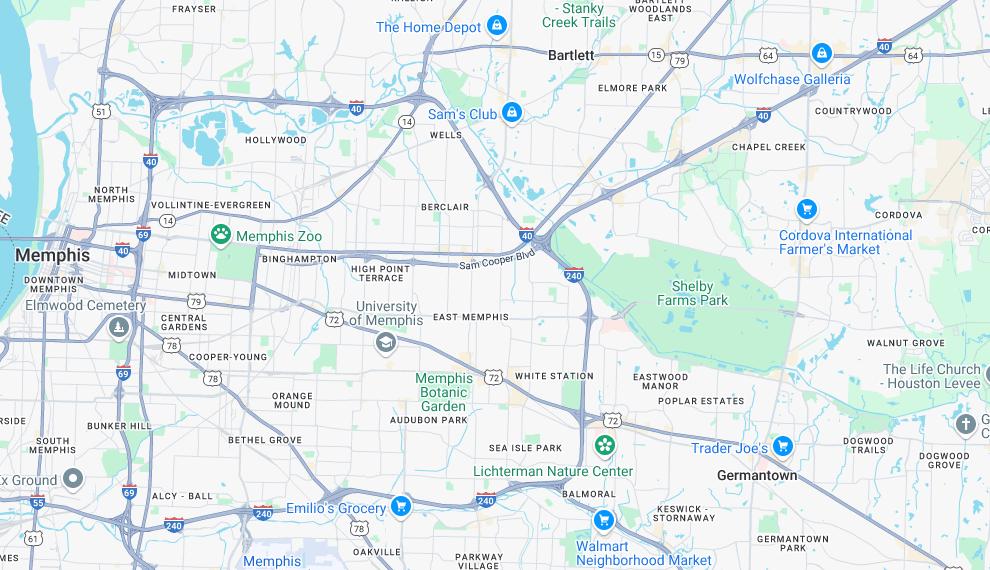 FRAYSER
The Home Depot
- Stanky
Creek Trails
WOODLANDS
EAST
Bartlett
15
79
64
40
64
Wolfchase Galleria
ELMORE PARK
51
40
14
Sam's Club
40
COUNTRYWOOD
HOLLYWOOD
WELLS
CHAPEL CREEK
40
NORTH
MEMPHIS
VOLLINTINE-EVERGREEN
14
BERCLAIR
CORDOVA
Cordova International
Farmer's Market
69
40
Memphis Zoo
40
Memphis
BINGHAMPTON
Sam Cooper Blvd
HIGH POINT
TERRACE
240
MIDTOWN
DOWNTOWN
MEMPHIS
Shelby
Farms Park
79
Elmwood Cemetery
University
of Memphis
72
CENTRAL
GARDENS
EAST MEMPHIS
78
WALNUT GROVE
COOPER-YOUNG
The Life Church
- Houston Levee
69
78
Memphis
Botanic
Garden
72
WHITE STATION
EASTWOOD
MANOR
ORANGE
MOUND
POPLAR ESTATES
AUDUBON PARK
72
BUNKER HILL
SOUTH
MEMPHIS
BETHEL GROVE
SEA ISLE PARK
Trader Joe's
DOGWOOD
TRAILS
DOGWOOD
GROVE
Lichterman Nature Center
Germantown
x Ground
69
ALCY - BALL
BALMORAL
55
240
240
Emilio's Grocery
240
KESWICK -
STORNAWAY
78
61
Walmart
Neighborhood Market
GERMANTOWN
PARK
OAKVILLE
PARKWAY
VILLAGE
Memphis
72